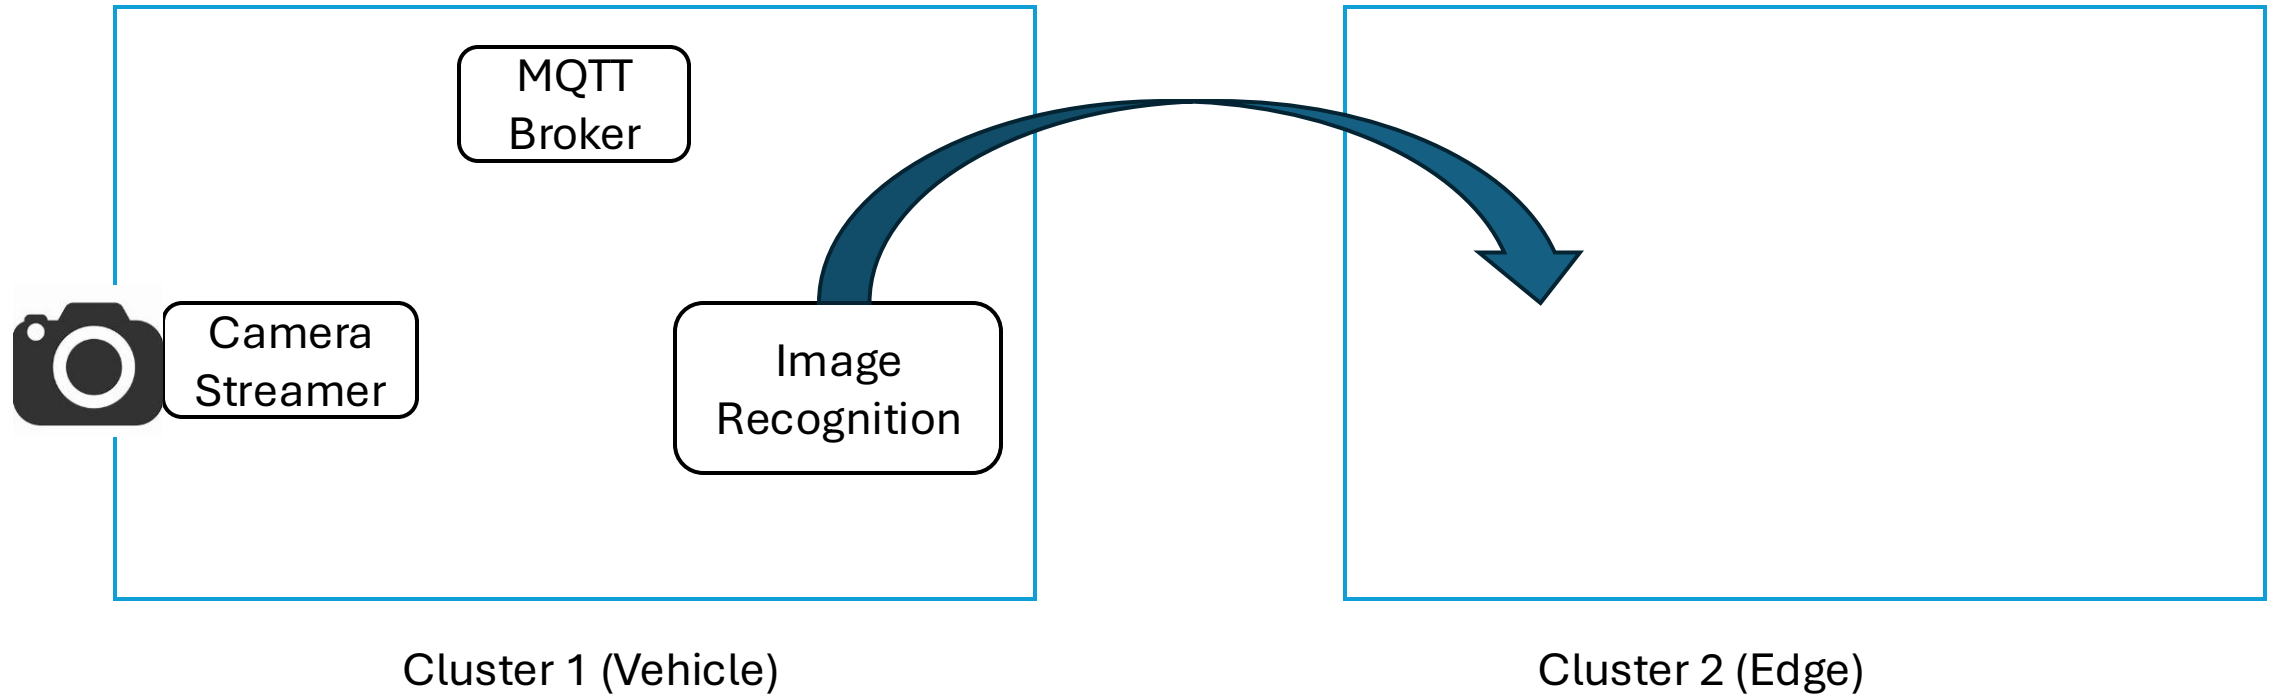 MQTT
Broker
Camera
Streamer
Image
Recognition
Cluster 1 (Vehicle)
Cluster 2 (Edge)